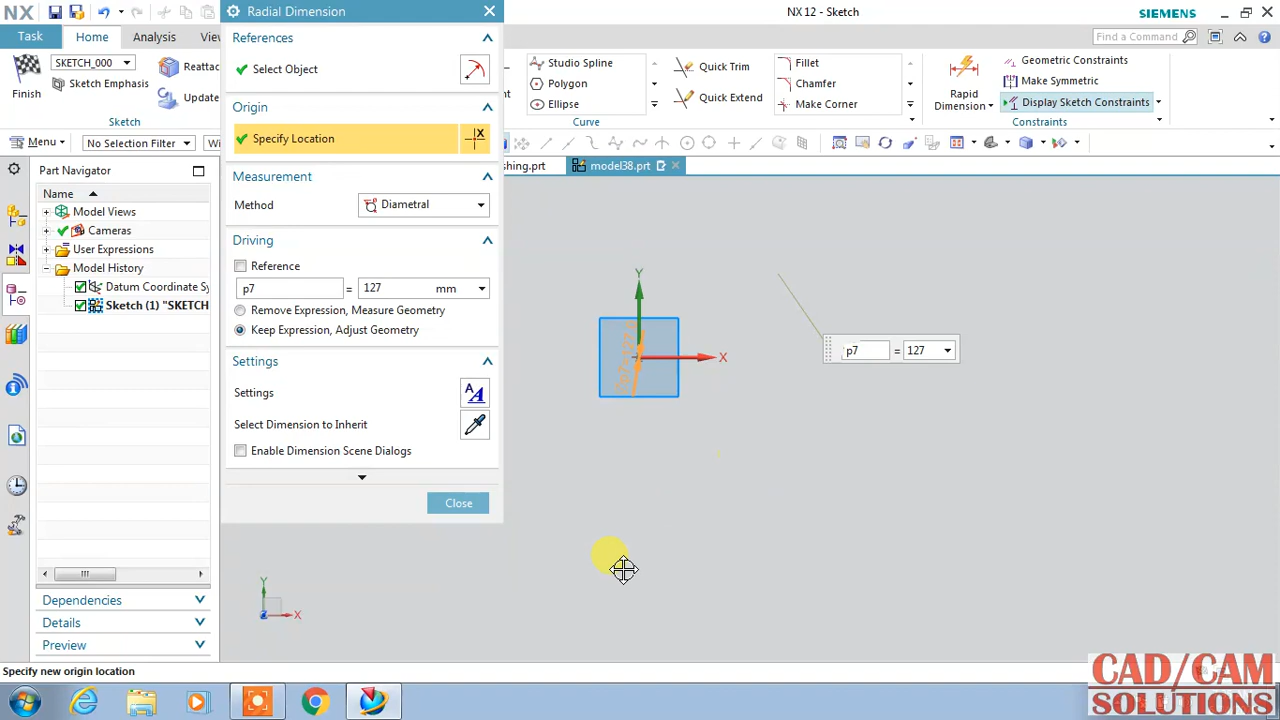 NX
Radial Dimension
NX 12 - Sketch
SIEMENS
Task
Home
Analysis
Find a Command
References
Select Object
Origin
Specify Location
Measurement
Method
Diametral
Driving
Reference
p7
=
127
mm
Remove Expression, Measure Geometry
Keep Expression, Adjust Geometry
Settings
Settings
Select Dimension to Inherit
Enable Dimension Scene Dialogs
Close
SKETCH_000
Reattac
Sketch Emphasis
Update
Finish
Sketch
Studio Spline
Polygon
Ellipse
Quick Trim
Quick Extend
Fillet
Chamfer
Make Corner
Curve
Rapid
Dimension
Geometric Constraints
Make Symmetric
Display Sketch Constraints
Constraints
Menu
No Selection Filter
shing.prt
model38.prt
Part Navigator
Name
Model Views
Cameras
User Expressions
Model History
Datum Coordinate Sy
Sketch (1) "SKETCH
Dependencies
Details
Preview
Y
X
p7
=
127
Y
X
Specify new origin location
CAD/CAM
SOLUTIONS